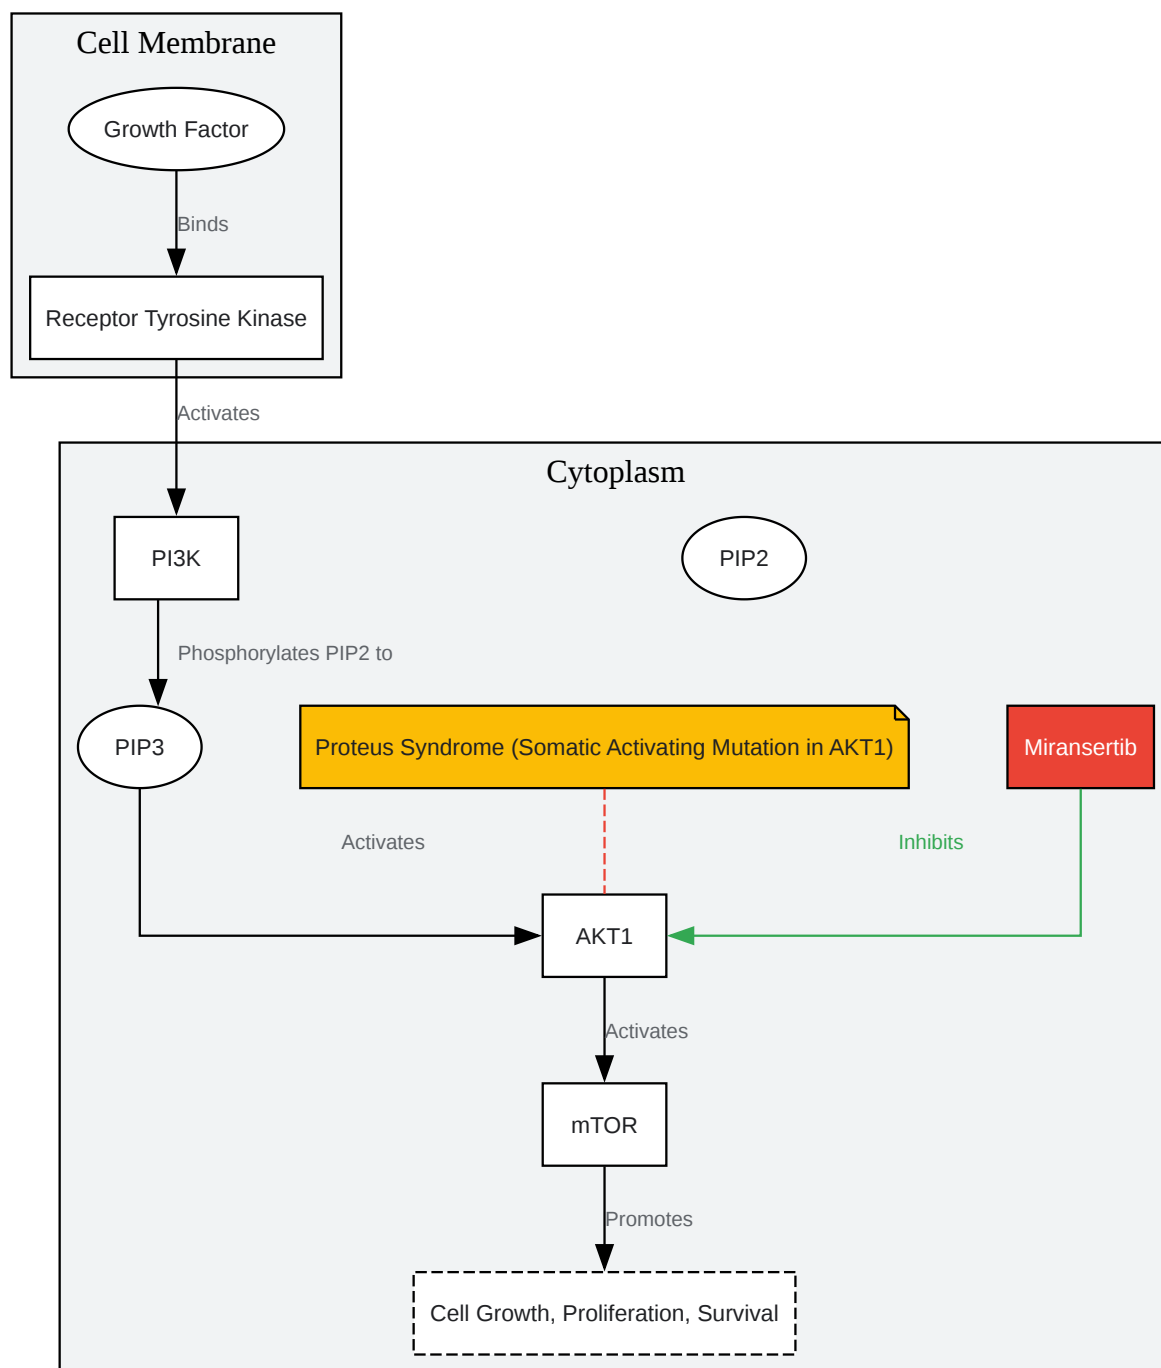 Cell Membrane
Growth Factor
Binds
Receptor Tyrosine Kinase
Activates
Cytoplasm
PI3K
PIP2
Phosphorylates PIP2 to
PIP3
Proteus Syndrome (Somatic Activating Mutation in AKT1)
Miransertib
Activates
Inhibits
AKT1
Activates
mTOR
Promotes
Cell Growth, Proliferation, Survival